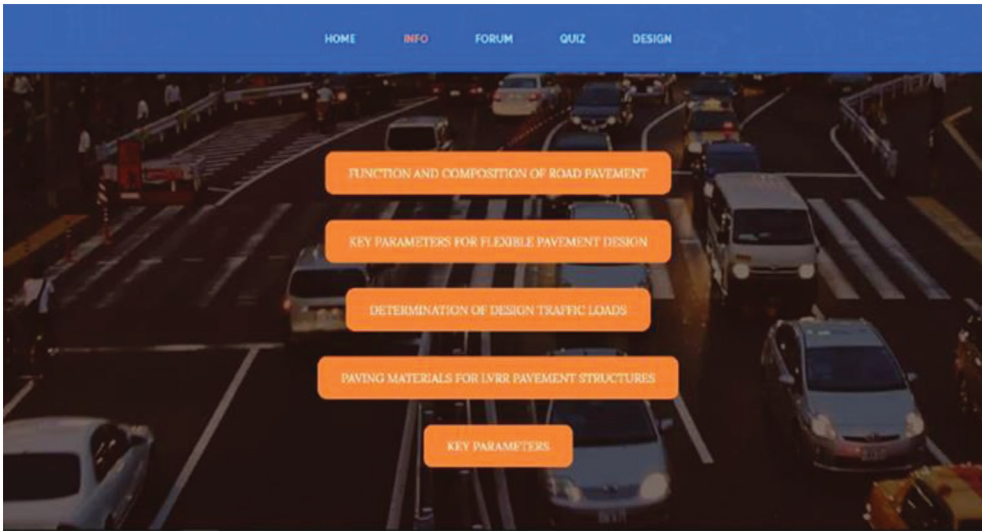 HOME INFO FORUM QUIZ DESIGN
FUNCTION AND COMPOSITION OF ROAD PAVEMENT
KEY PARAMETERS FOR FLEXIBLE PAVEMENT DESIGN
DETERMINATION OF DESIGN TRAFFIC LOADS
PAVING MATERIALS FOR LVRR PAVEMENT STRUCTURES
KEY PARAMETERS